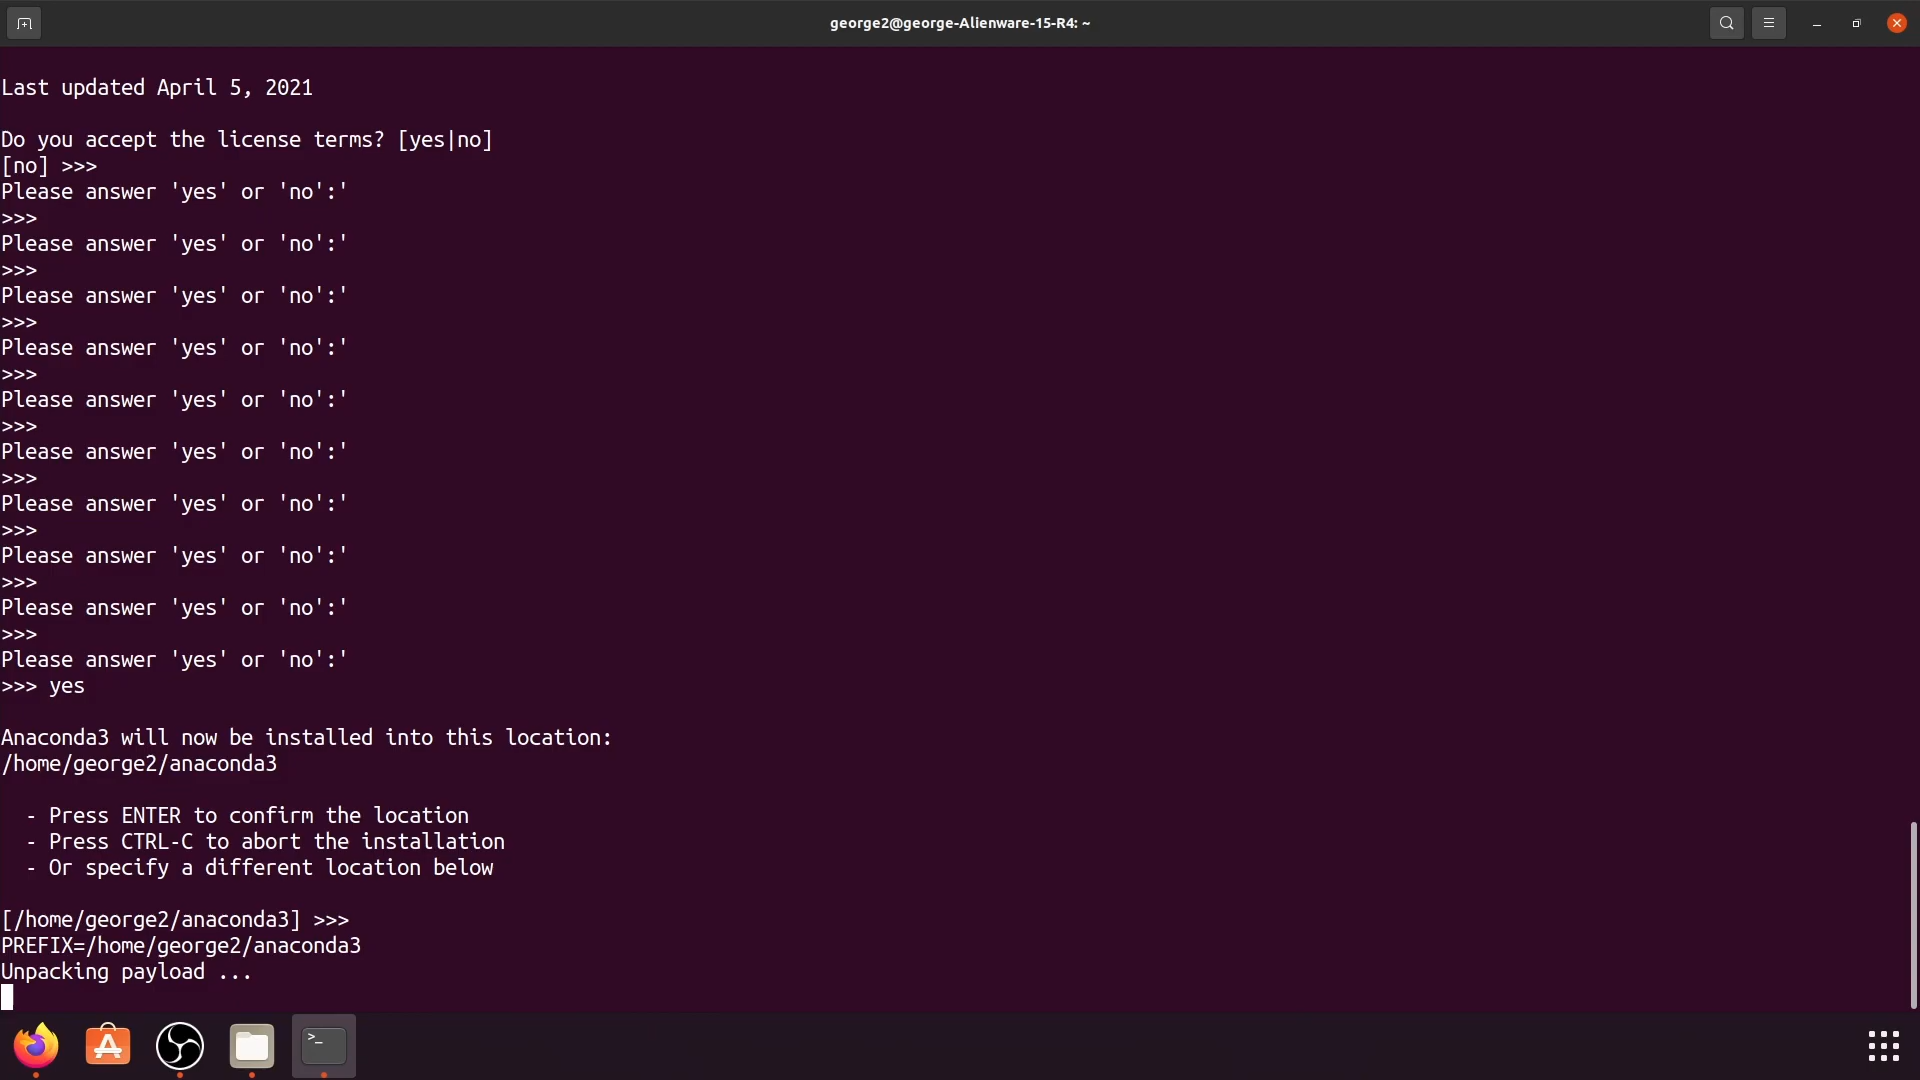 george2@george-Alienware-15-R4: ~
Last updated April 5, 2021
Do you accept the license terms? [yes|no]
[no] >>>
Please answer 'yes' or 'no':'
>>>
Please answer 'yes' or 'no':'
>>>
Please answer 'yes' or 'no':'
>>>
Please answer 'yes' or 'no':'
>>>
Please answer 'yes' or 'no':'
>>>
Please answer 'yes' or 'no':'
>>>
Please answer 'yes' or 'no':'
>>>
Please answer 'yes' or 'no':'
>>>
Please answer 'yes' or 'no':'
>>>
Please answer 'yes' or 'no':'
>>> yes
Anaconda3 will now be installed into this location:
/home/george2/anaconda3
- Press ENTER to confirm the location
- Press CTRL-C to abort the installation
- Or specify a different location below
[/home/george2/anaconda3] >>>
PREFIX=/home/george2/anaconda3
Unpacking payload ...
>_